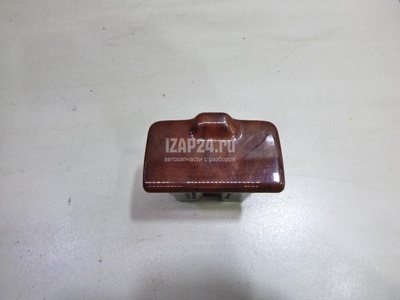 IZAP24.ru
автозапчасти с разборов